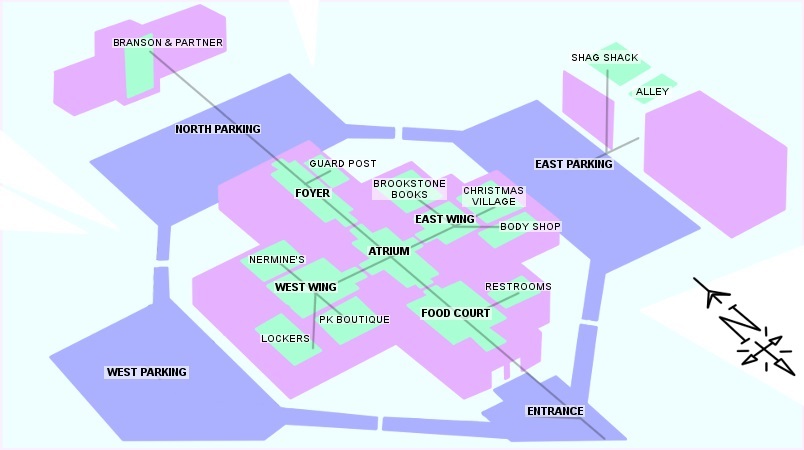 BRANSON & PARTNER
SHAG SHACK
ALLEY
NORTH PARKING
EAST PARKING
GUARD POST
FOYER
BROOKSTONE
BOOKS
CHRISTMAS
VILLAGE
EAST WING
BODY SHOP
ATRIUM
NERMINE'S
WEST WING
RESTROOMS
PK BOUTIQUE
FOOD COURT
LOCKERS
WEST PARKING
ENTRANCE
N